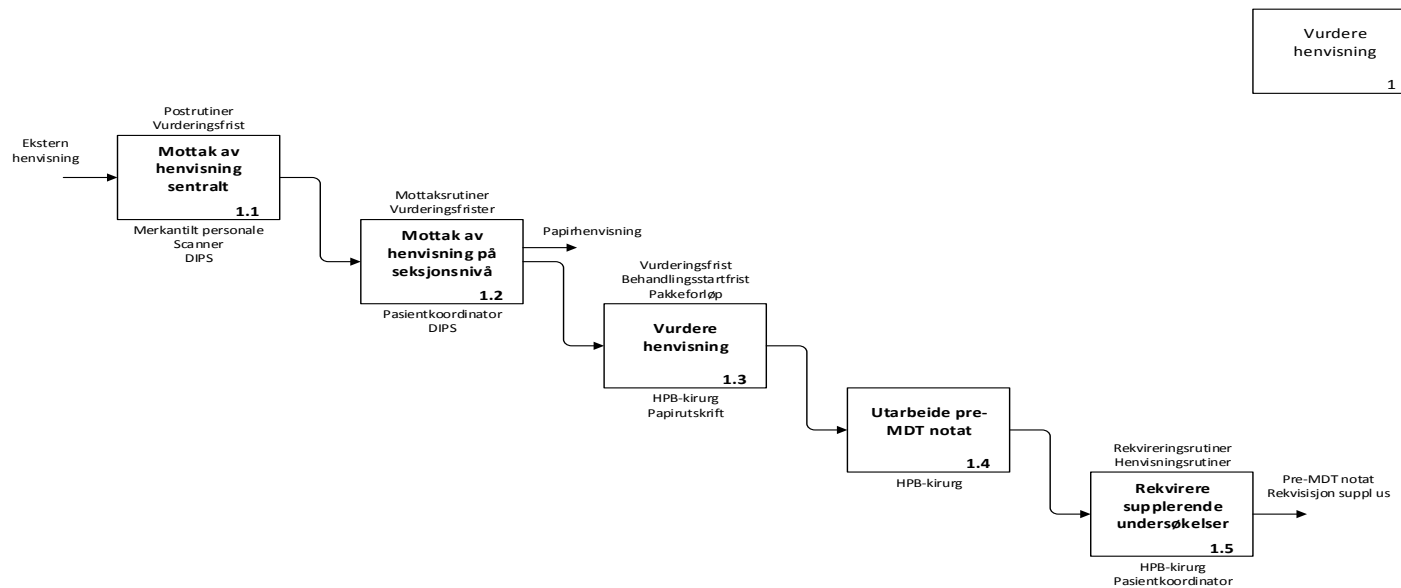 Vurdere
henvisning
1
Postrutiner
Vurderingsfrist
Ekstern
henvisning
Mottak av
henvisning
sentralt
1.1
Merkantilt personale
Scanner
DIPS
Mottaksrutiner
Vurderingsfrister
Mottak av
henvisning på
seksjonsnivå
1.2
Pasientkoordinator
DIPS
Papirhenvisning
Vurderingsfrist
Behandlingsstartfrist
Pakkeforløp
Vurdere
henvisning
1.3
HPB-kirurg
Papirutskrift
Utarbeide pre-
MDT notat
1.4
HPB-kirurg
Rekvireringsrutiner
Henvisningsrutiner
Rekvirere
supplerende
undersøkelser
1.5
HPB-kirurg
Pasientkoordinator
Pre-MDT notat
Rekvisisjon suppl us